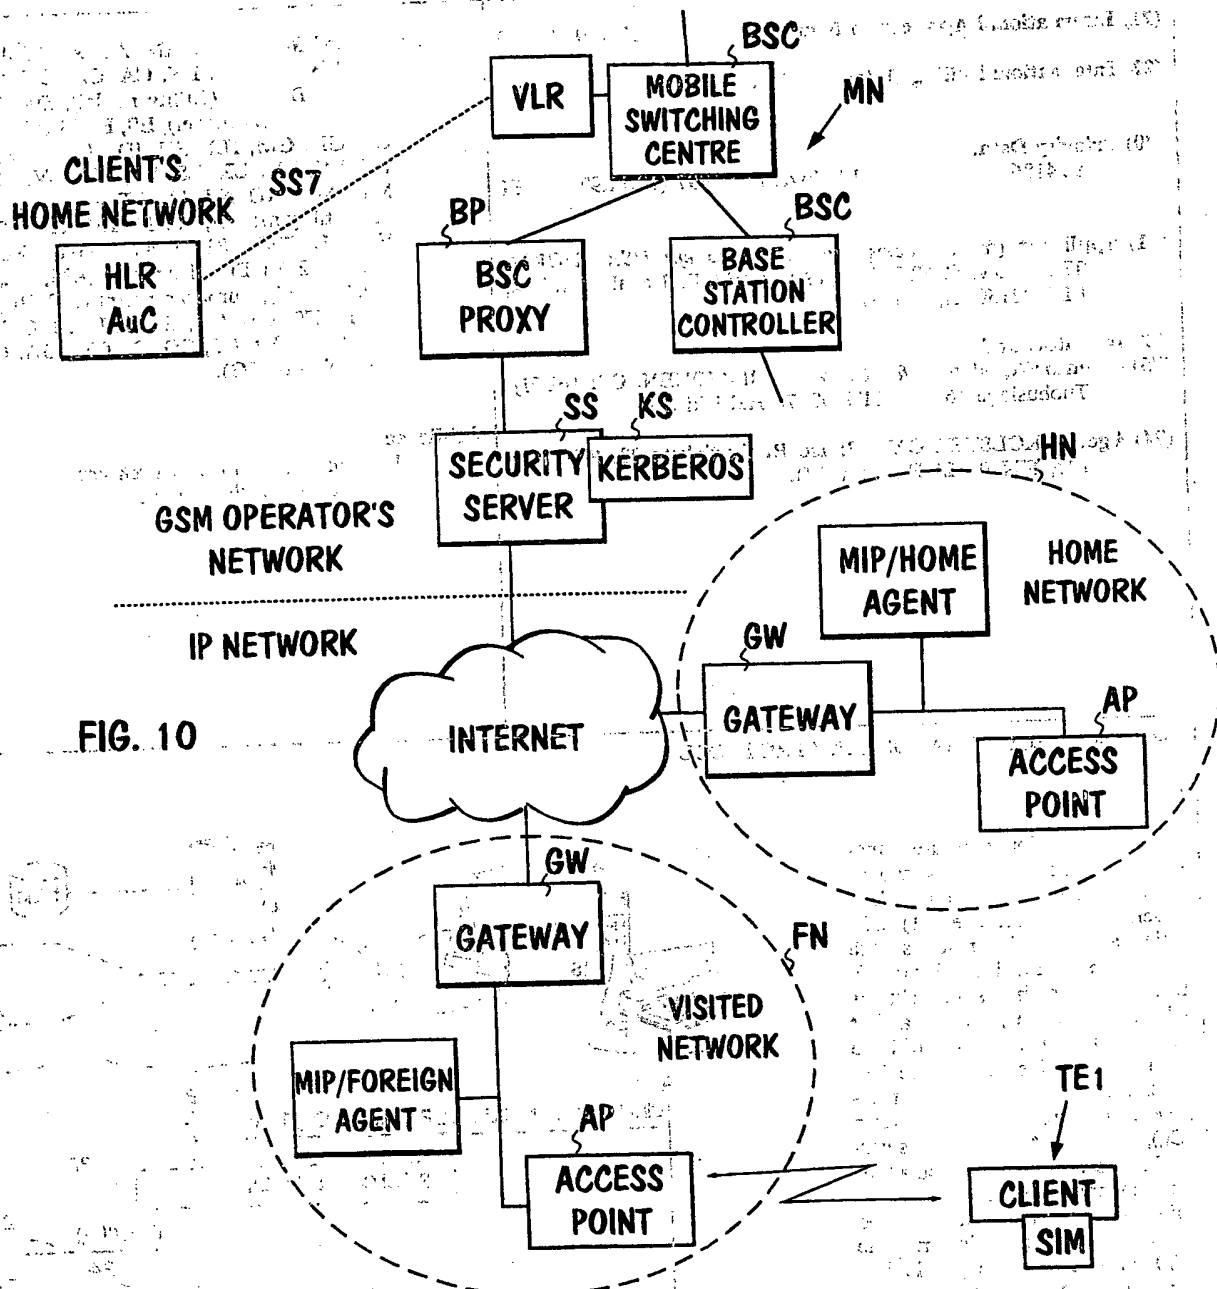 BSC
VLR
MOBILE
SWITCHING
CENTRE
MN
CLIENT'S
HOME NETWORK
SS7
BP
BSC
HLR
AuC
BSC
PROXY
BASE
STATION
CONTROLLER
SS
KS
SECURITY
SERVER
KERBEROS
HN
GSM OPERATOR'S
NETWORK
MIP/HOME
AGENT
HOME
NETWORK
IP NETWORK
GW
GATEWAY
AP
FIG. 10
INTERNET
ACCESS
POINT
GW
GATEWAY
FN
VISITED
NETWORK
MIP/FOREIGN
AGENT
TE1
AP
ACCESS
POINT
CLIENT
SIM